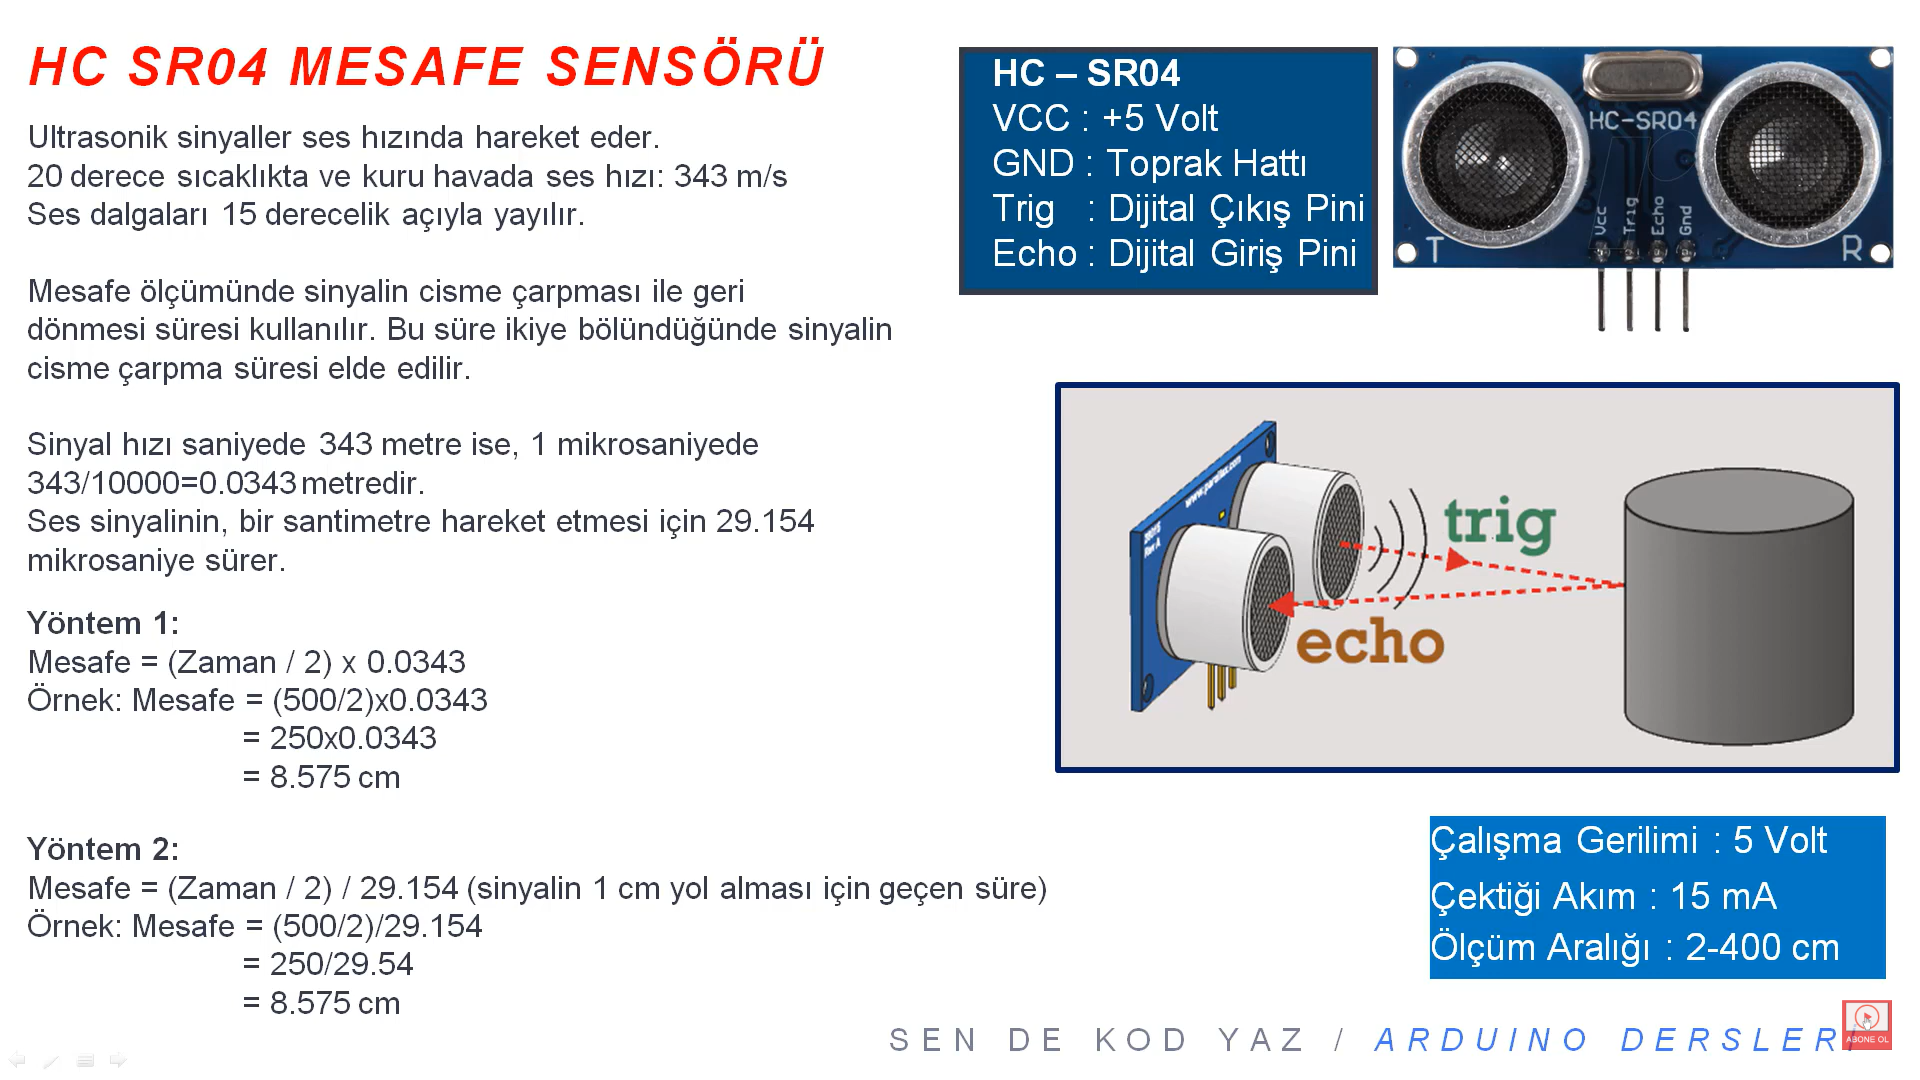 HC SR04 MESAFE SENSÖRÜ
Ultrasonik sinyaller ses hızında hareket eder.
20 derece sıcaklıkta ve kuru havada ses hızı: 343 m/s
Ses dalgaları 15 derecelik açıyla yayılır.
Mesafe ölçümünde sinyalin cisme çarpması ile geri
dönmesi süresi kullanılır. Bu süre ikiye bölündüğünde sinyalin
cisme çarpma süresi elde edilir.
Sinyal hızı saniyede 343 metre ise, 1 mikrosaniyede
343/10000=0.0343 metredir.
Ses sinyalinin, bir santimetre hareket etmesi için 29.154
mikrosaniye sürer.
Yöntem 1:
Mesafe = (Zaman / 2) x 0.0343
Örnek: Mesafe = (500/2)x0.0343
= 250x0.0343
= 8.575 cm
Yöntem 2:
Mesafe = (Zaman / 2) / 29.154 (sinyalin 1 cm yol alması için geçen süre)
Örnek: Mesafe = (500/2)/29.154
= 250/29.54
= 8.575 cm
HC – SR04
VCC : +5 Volt
GND : Toprak Hattı
Trig : Dijital Çıkış Pini
Echo : Dijital Giriş Pini
HC-SR04
Vcc
Trig
Echo
Gnd
T
R
www.parallax.com
trig
echo
Çalışma Gerilimi : 5 Volt
Çektiği Akım : 15 mA
Ölçüm Aralığı : 2-400 cm
SEN DE KOD YAZ / ARDUINO DERSLERİ
ABONE OL